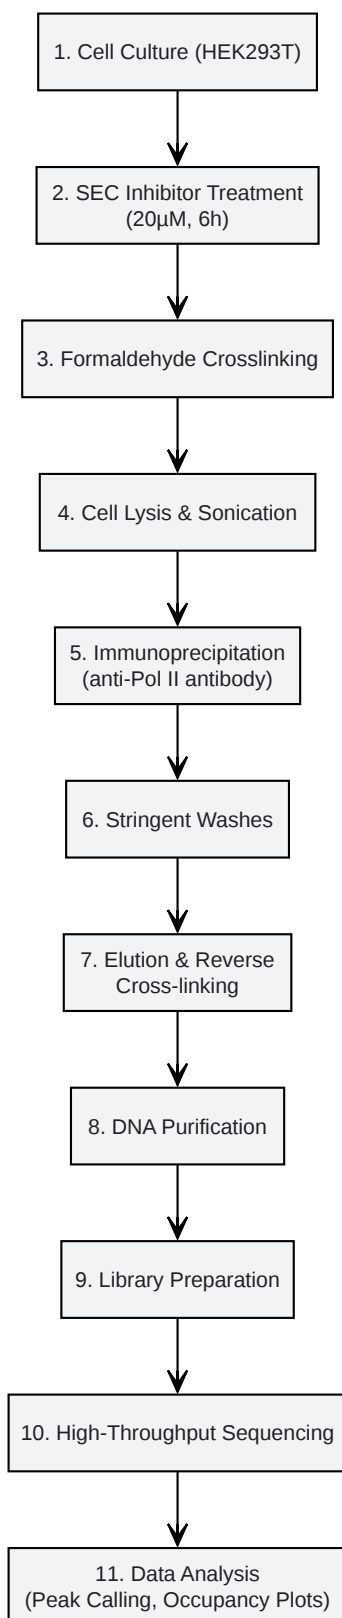 1. Cell Culture (HEK293T)
2. SEC Inhibitor Treatment
(20µM, 6h)
3. Formaldehyde Crosslinking
4. Cell Lysis & Sonication
5. Immunoprecipitation
(anti-Pol II antibody)
6. Stringent Washes
7. Elution & Reverse
Cross-linking
8. DNA Purification
9. Library Preparation
10. High-Throughput Sequencing
11. Data Analysis
(Peak Calling, Occupancy Plots)